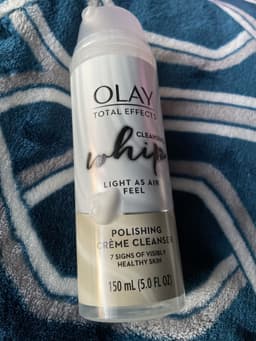 OLAY
TOTAL EFFECTS
CLEANSING
whip
LIGHT AS AIR
FEEL
POLISHING
CRÈME CLEANSER
7 SIGNS OF VISIBLY
HEALTHY SKIN
150 mL (5.0 FL OZ)